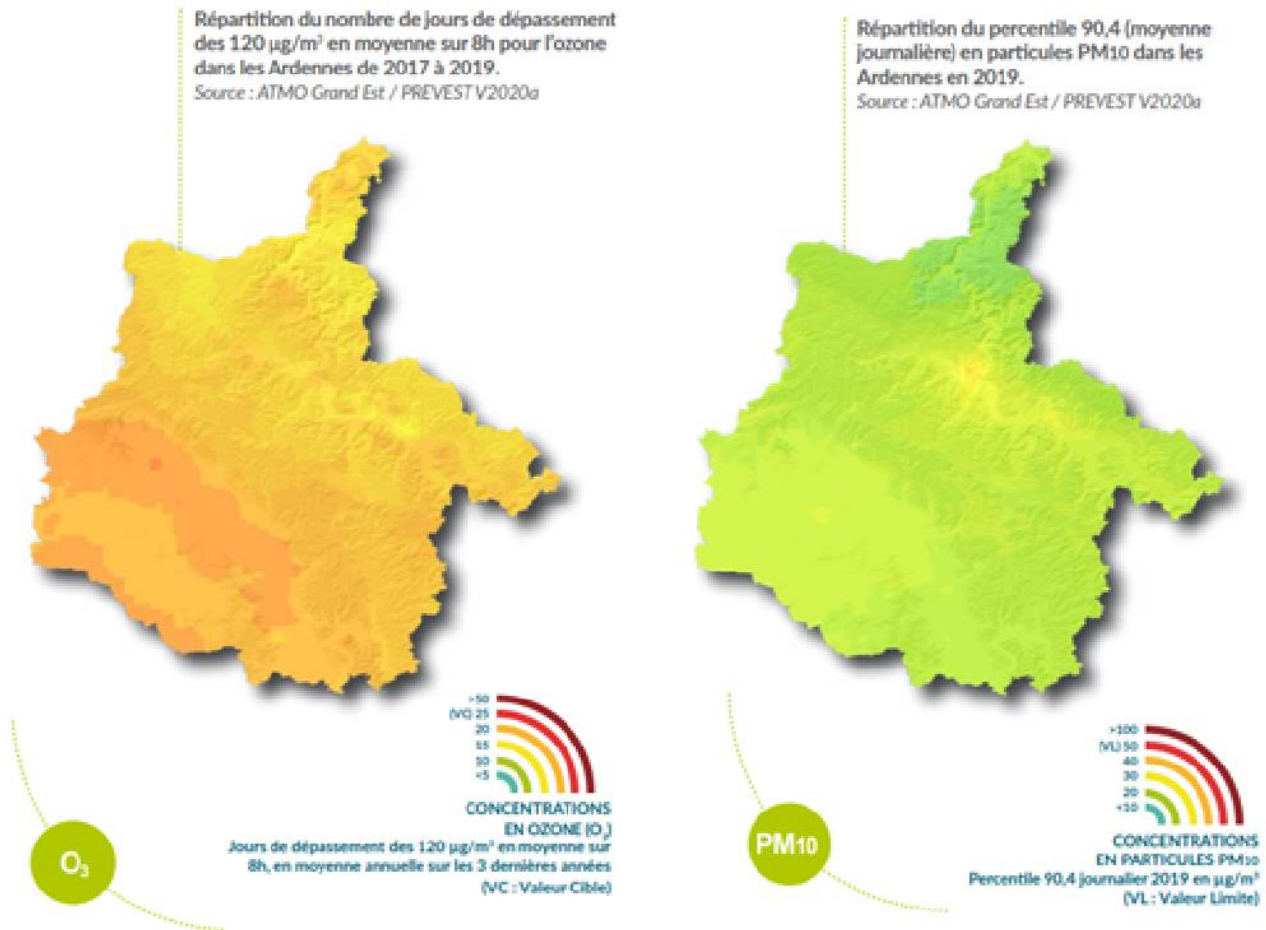 Répartition du nombre de jours de dépassement
des 120 µg/m³ en moyenne sur 8h pour l'ozone
dans les Ardennes de 2017 à 2019.
Source : ATMO Grand Est / PREVEST V2020a
Répartition du percentile 90,4 (moyenne
journalière) en particules PM10 dans les
Ardennes en 2019.
Source : ATMO Grand Est / PREVEST V2020a
>50
(VC) 25
20
15
10
<5
CONCENTRATIONS
EN OZONE (O₃)
Jours de dépassement des 120 µg/m³ en moyenne sur
8h, en moyenne annuelle sur les 3 dernières années
(VC : Valeur Cible)
O₃
>100
(VL) 50
40
30
20
<10
CONCENTRATIONS
EN PARTICULES PM10
Percentile 90,4 journalier 2019 en µg/m³
(VL : Valeur Limite)
PM10